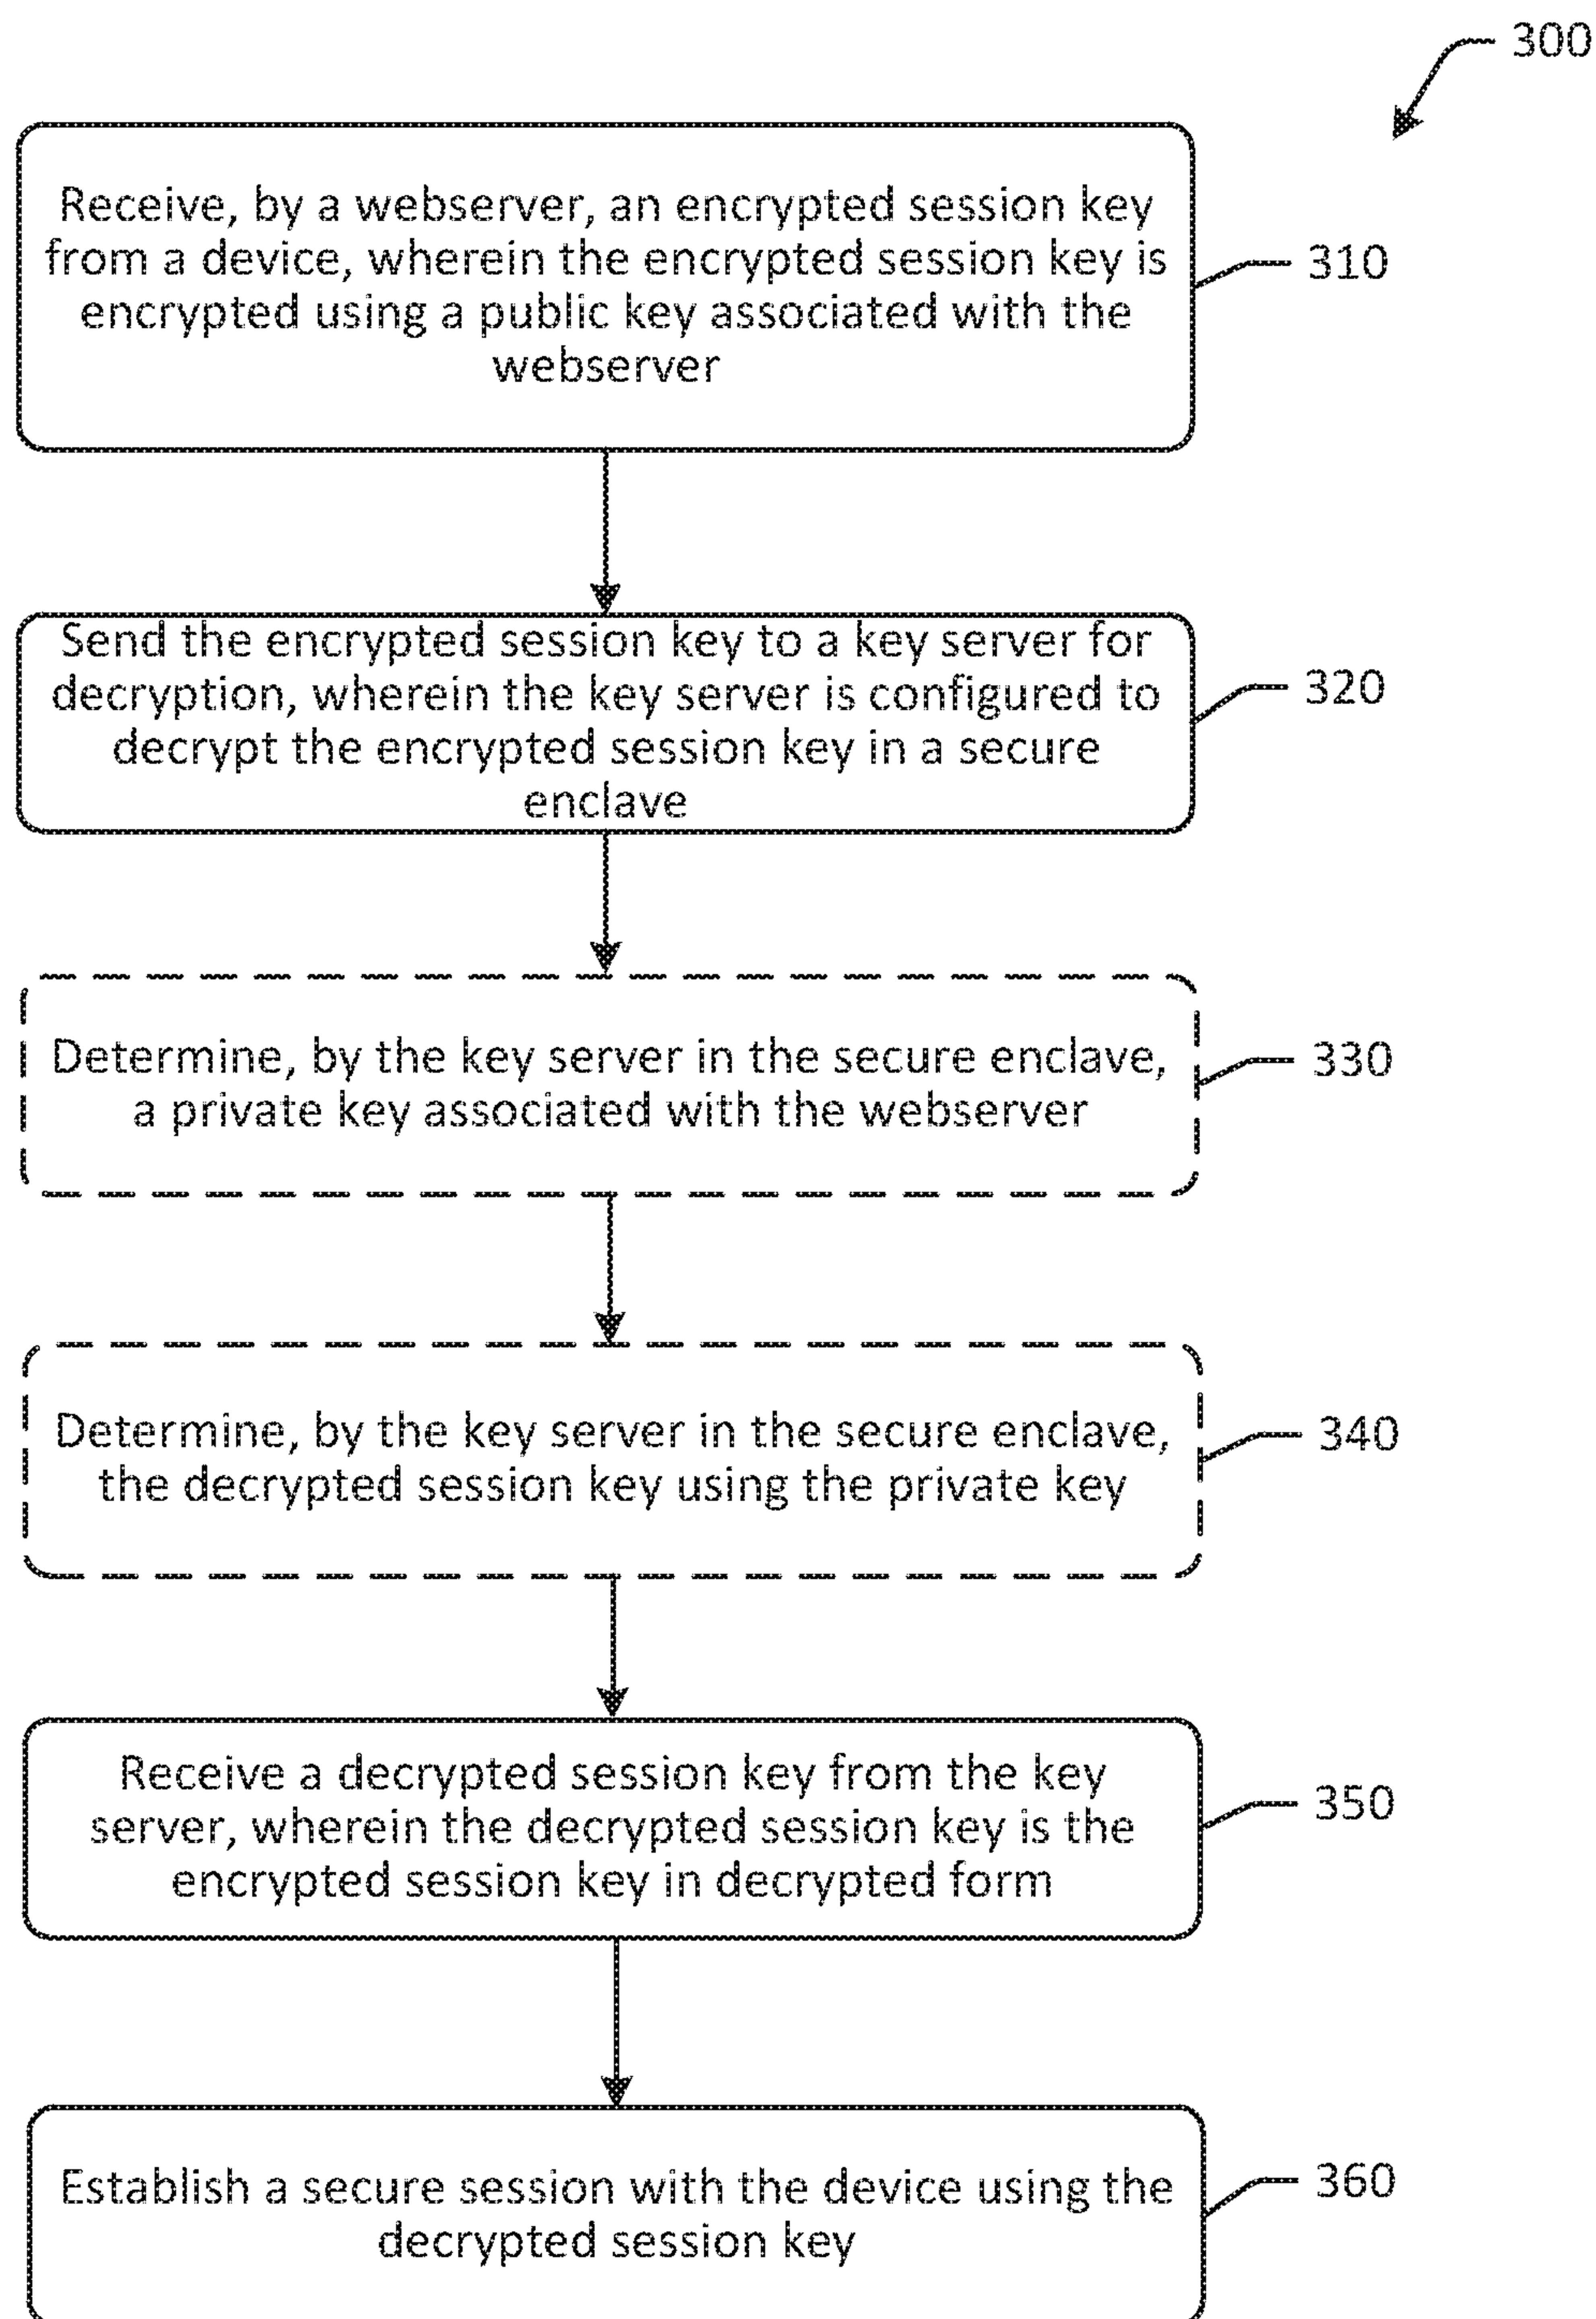 300
Receive, by a webserver, an encrypted session key
from a device, wherein the encrypted session key is
encrypted using a public key associated with the
webserver
310
Send the encrypted session key to a key server for
decryption, wherein the key server is configured to
decrypt the encrypted session key in a secure
enclave
320
Determine, by the key server in the secure enclave,
a private key associated with the webserver
330
Determine, by the key server in the secure enclave,
the decrypted session key using the private key
340
Receive a decrypted session key from the key
server, wherein the decrypted session key is the
encrypted session key in decrypted form
350
Establish a secure session with the device using the
decrypted session key
360